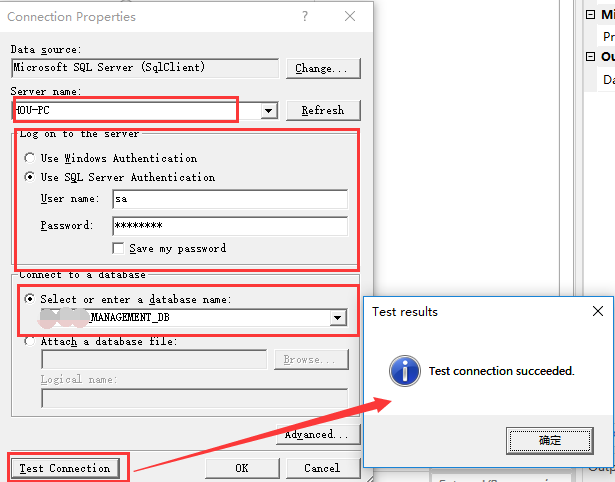 Connection Properties
Data source:
Microsoft SQL Server (SqlClient)
Change...
Server name:
HOU-PC
Refresh
Log on to the server
Use Windows Authentication
Use SQL Server Authentication
User name:
sa
Password:
********
Save my password
Connect to a database
Select or enter a database name:
_MANAGEMENT_DB
Attach a database file:
Browse...
Logical name:
Advanced...
Test Connection
OK
Cancel
Test results
Test connection succeeded.
确定
Mi
Pr
Ou
Da